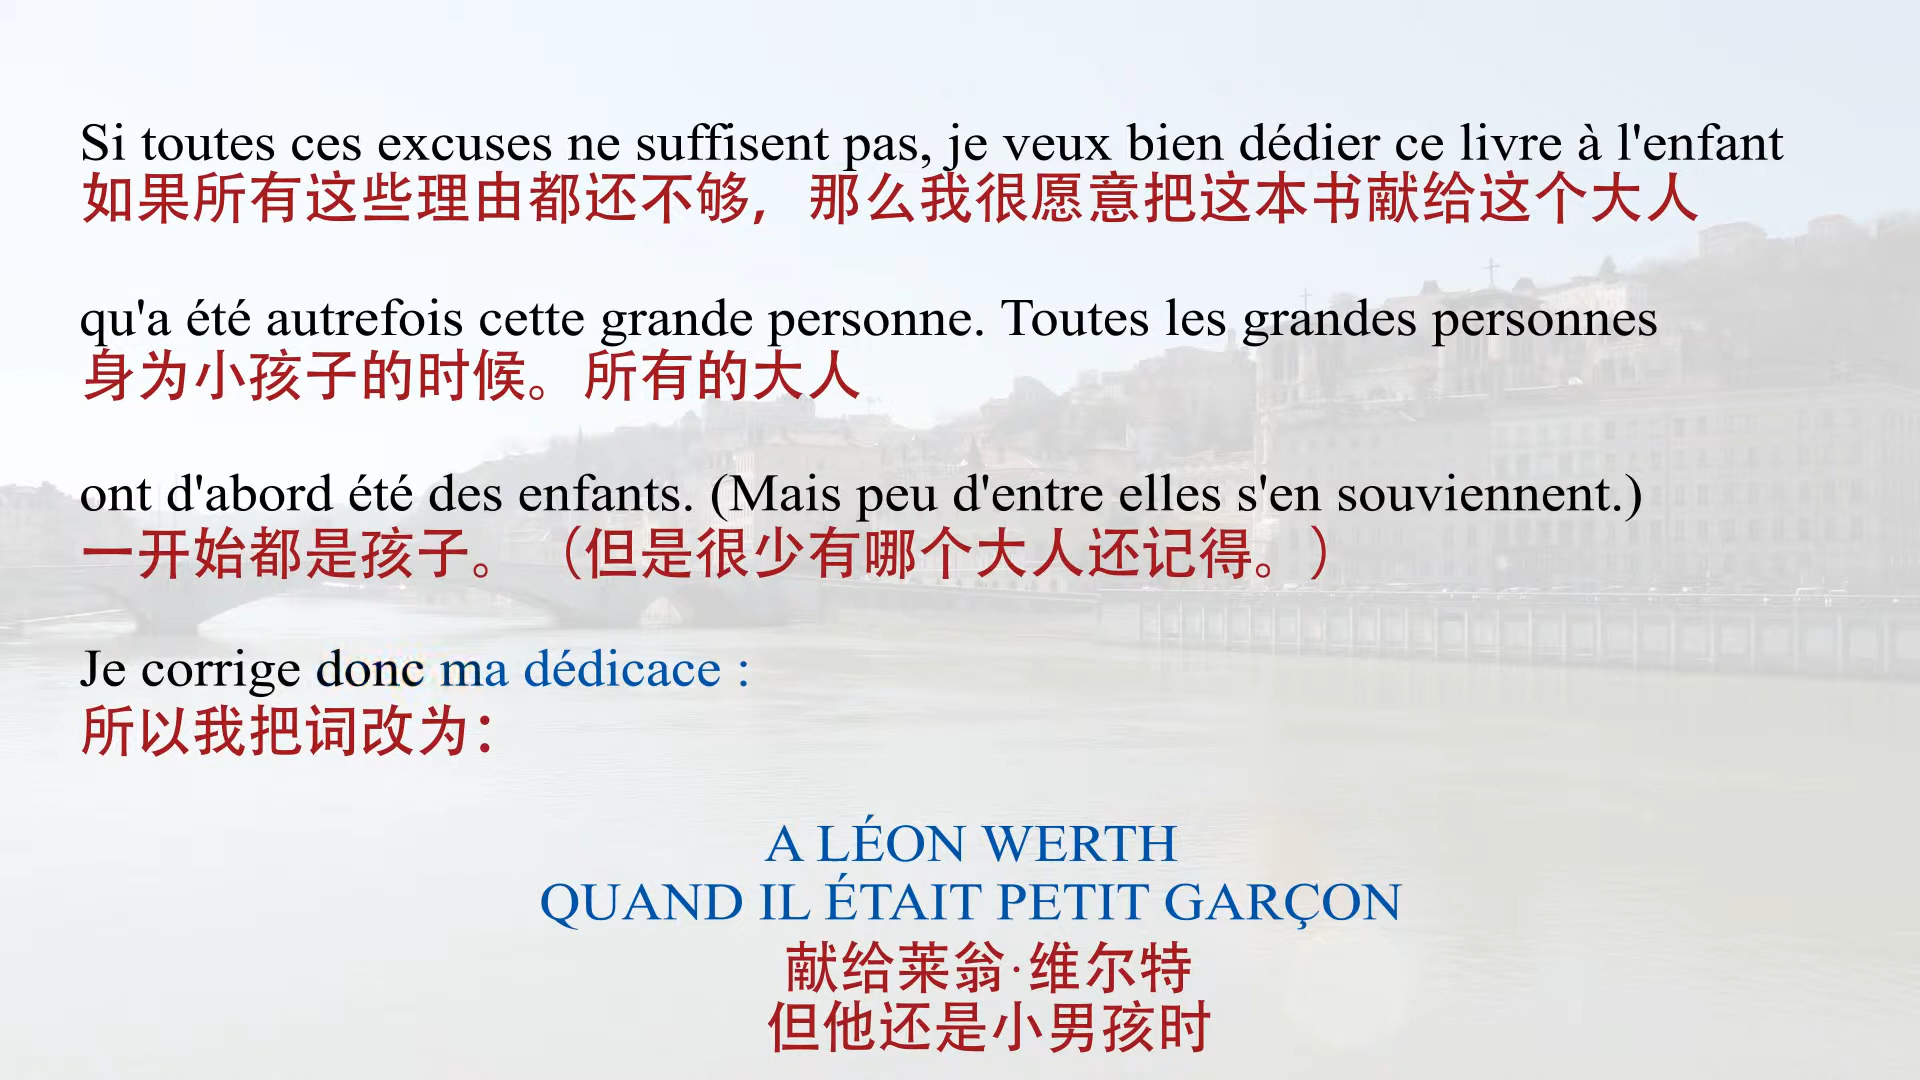 Si toutes ces excuses ne suffisent pas, je veux bien dédier ce livre à l'enfant
如果所有这些理由都还不够，那么我很愿意把这本书献给这个大人
qu'a été autrefois cette grande personne. Toutes les grandes personnes
身为小孩子的时候。所有的大人
ont d'abord été des enfants. (Mais peu d'entre elles s'en souviennent.)
一开始都是孩子。（但是很少有哪个大人还记得。）
Je corrige donc ma dédicace :
所以我把词改为：
A LÉON WERTH
QUAND IL ÉTAIT PETIT GARÇON
献给莱翁·维尔特
但他还是小男孩时